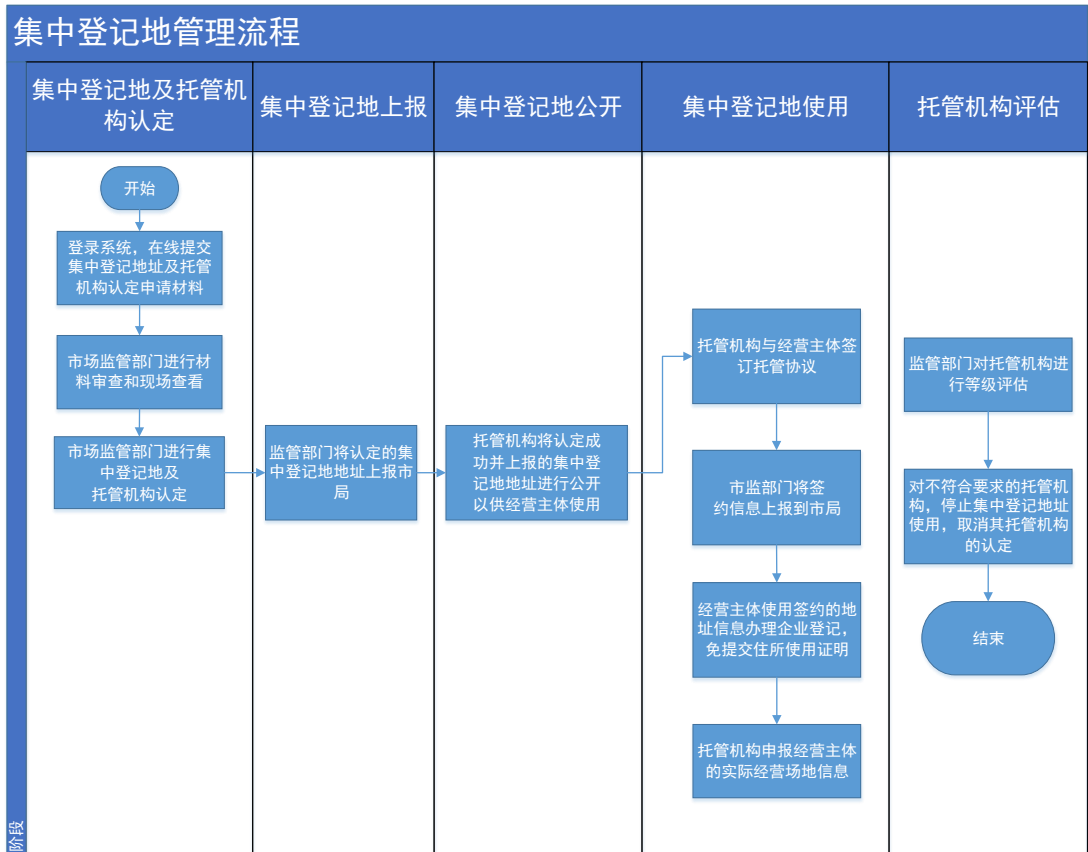 集中登记地管理流程
集中登记地及托管机
构认定
集中登记地上报
集中登记地公开
集中登记地使用
托管机构评估
开始
登录系统，在线提交
集中登记地址及托管
机构认定申请材料
市场监管部门进行材
料审查和现场查看
市场监管部门进行集
中登记地及
托管机构认定
监管部门将认定的集
中登记地地址上报市
局
托管机构将认定成
功并上报的集中登
记地地址进行公开
以供经营主体使用
托管机构与经营主体签
订托管协议
市监部门将签
约信息上报到市局
经营主体使用签约的地
址信息办理企业登记，
免提交住所使用证明
托管机构申报经营主体
的实际经营场地信息
监管部门对托管机构进
行等级评估
对不符合要求的托管机
构，停止集中登记地址
使用，取消其托管机构
的认定
结束
阶段